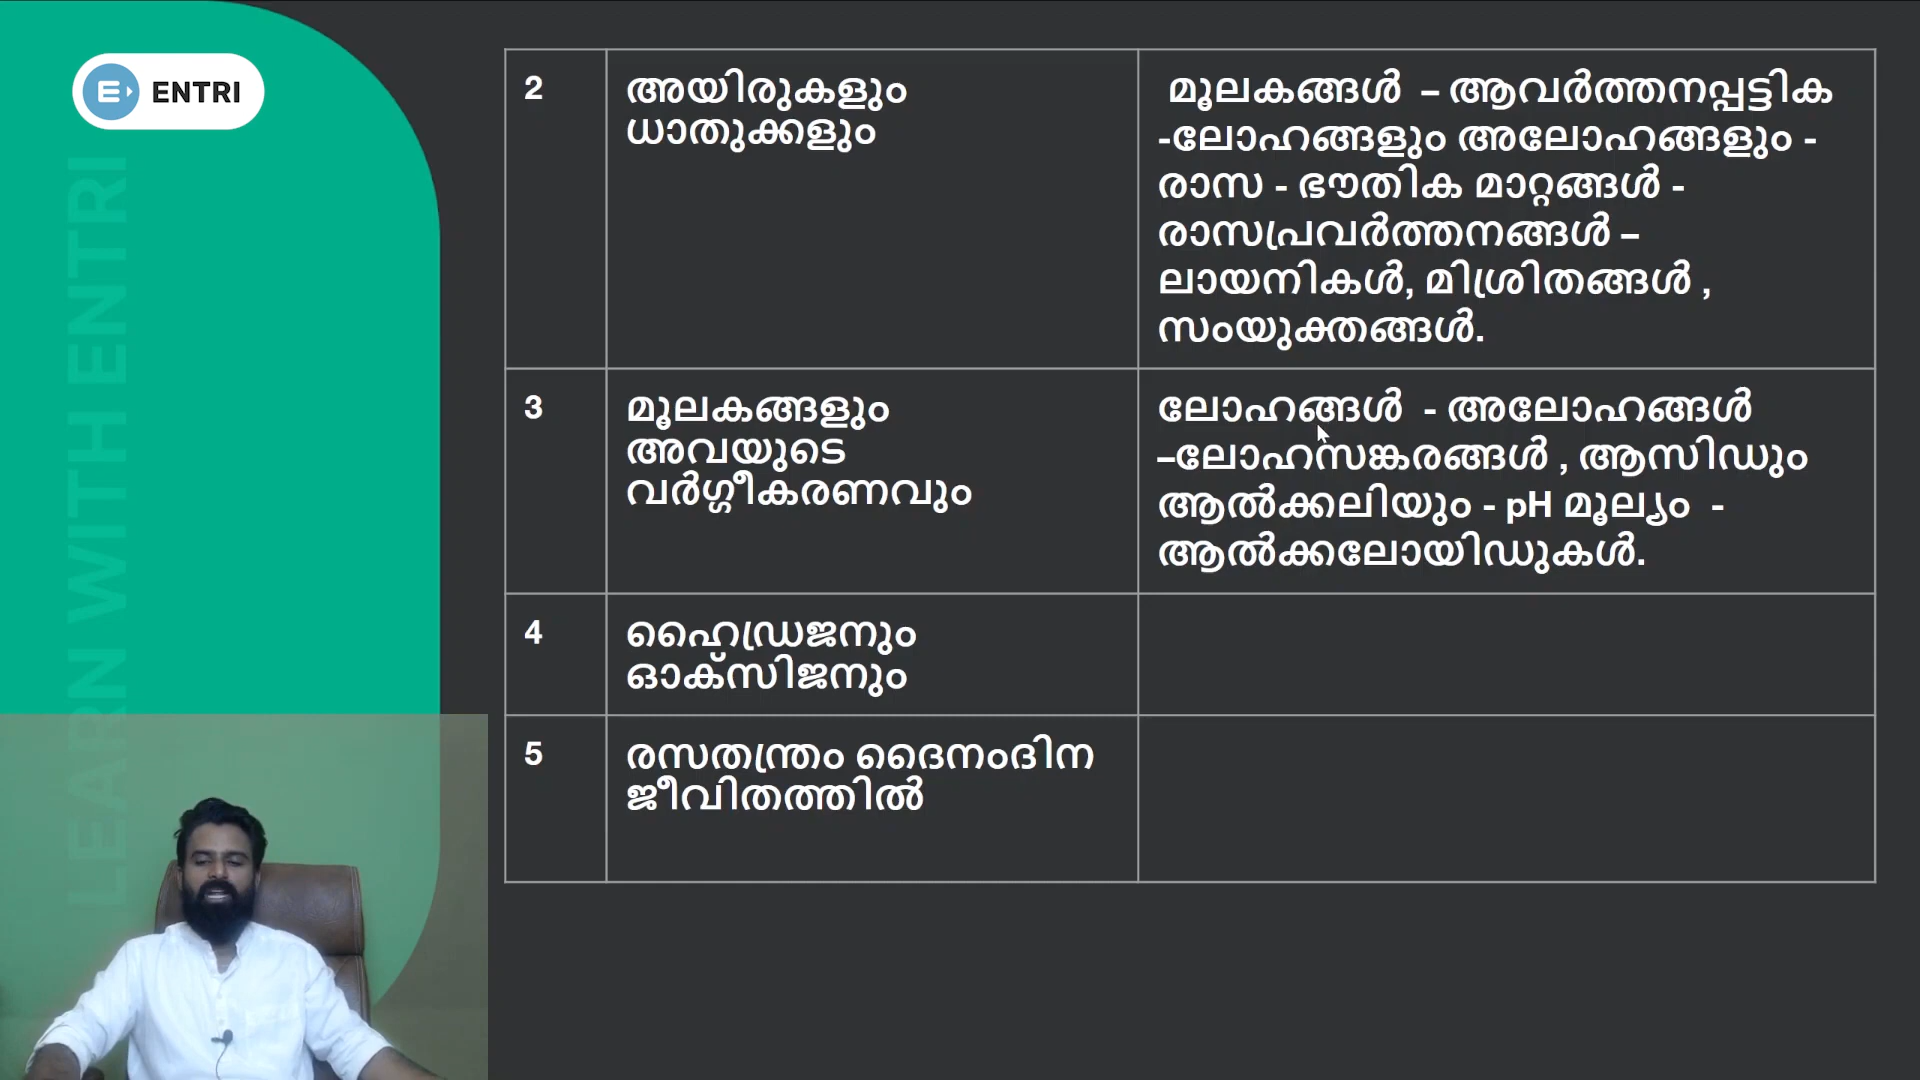 ENTRI
LEARN WITH ENTRI
2
അയിരുകളും
ധാതുക്കളും
മൂലകങ്ങൾ – ആവർത്തനപ്പട്ടിക
-ലോഹങ്ങളും അലോഹങ്ങളും -
രാസ - ഭൗതിക മാറ്റങ്ങൾ -
രാസപ്രവർത്തനങ്ങൾ –
ലായനികൾ, മിശ്രിതങ്ങൾ ,
സംയുക്തങ്ങൾ.
3
മൂലകങ്ങളും
അവയുടെ
വർഗ്ഗീകരണവും
ലോഹങ്ങൾ - അലോഹങ്ങൾ
–ലോഹസങ്കരങ്ങൾ , ആസിഡും
ആൽക്കലിയും - pH മൂല്യം -
ആൽക്കലോയിഡുകൾ.
4
ഹൈഡ്രജനും
ഓക്സിജനും
5
രസതന്ത്രം ദൈനംദിന
ജീവിതത്തിൽ